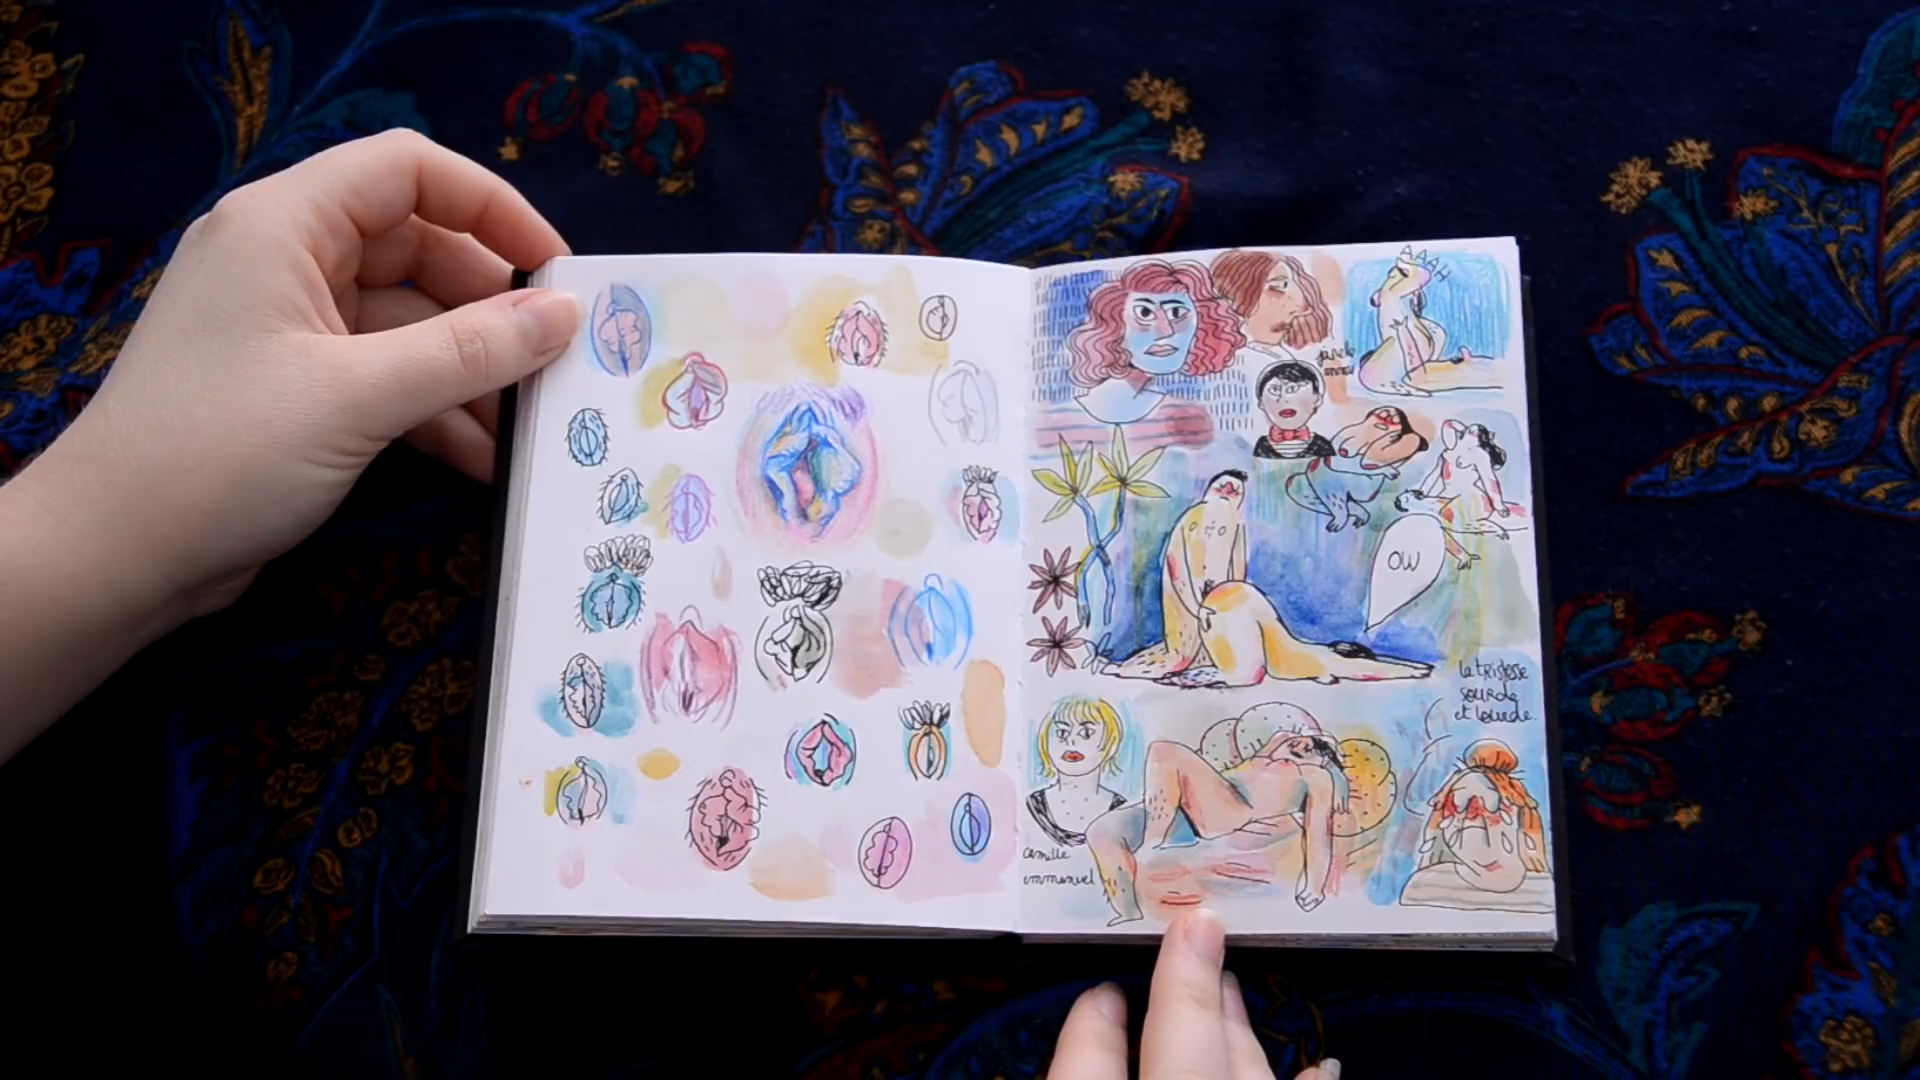 AAAH
OW
la tristesse
sourde
et lourde.
camille
emmanuel